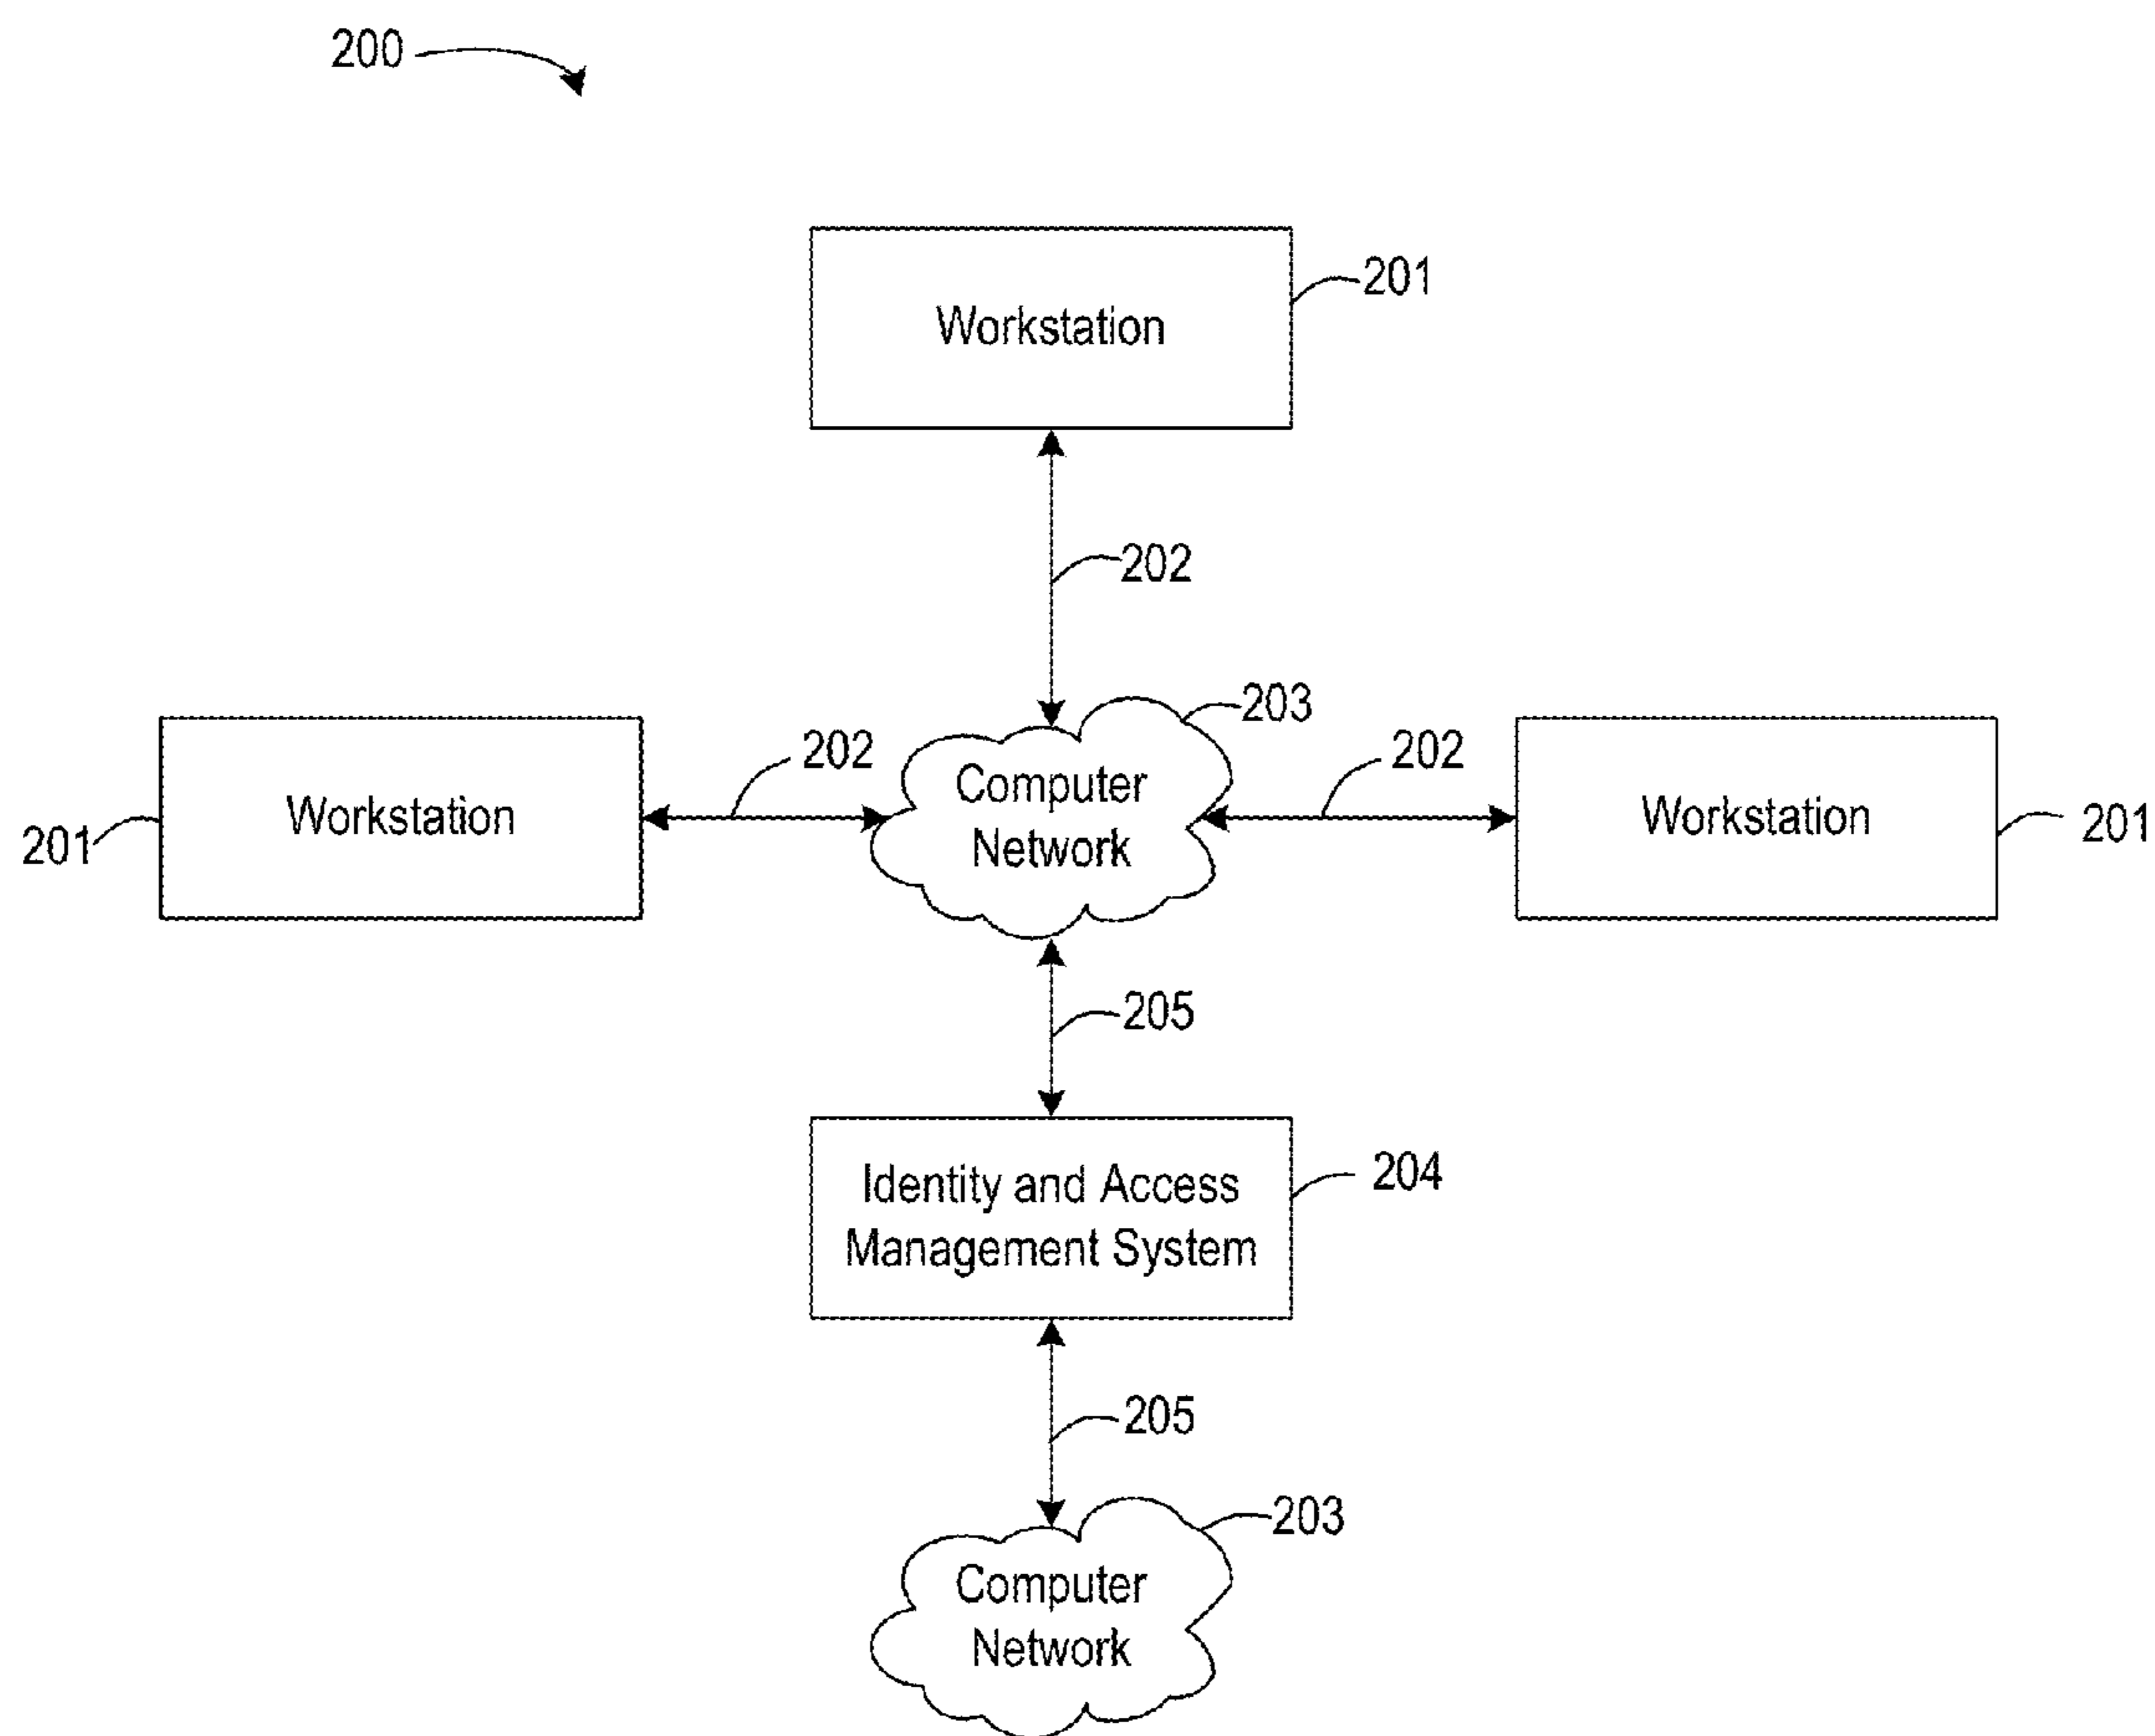 200
Workstation
201
202
203
Computer
Network
202
202
Workstation
201
Workstation
201
205
Identity and Access
Management System
204
205
203
Computer
Network